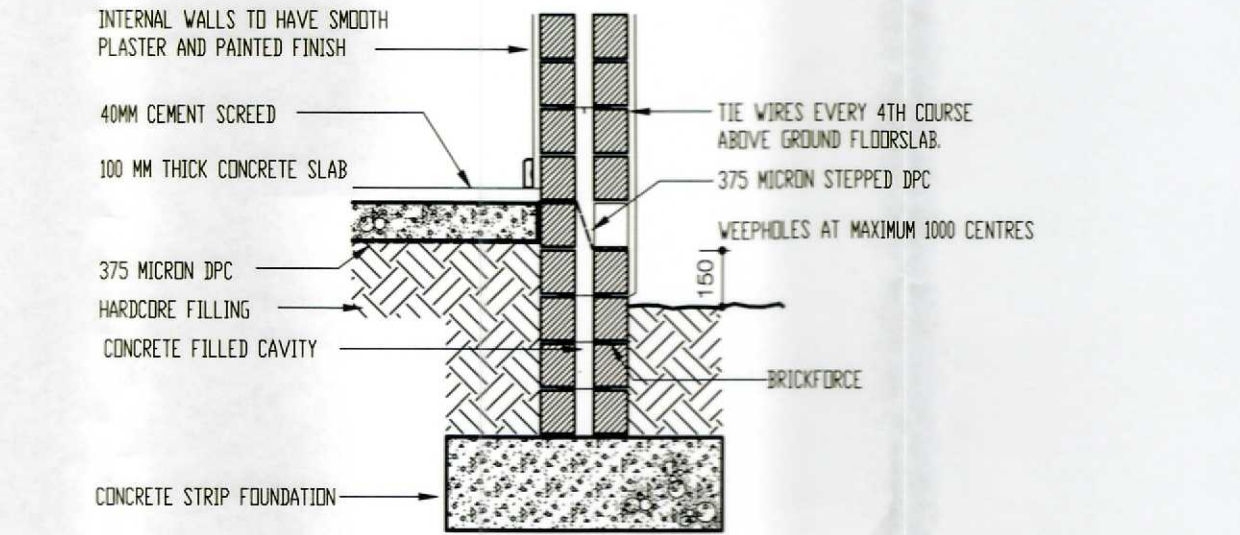 INTERNAL WALLS TO HAVE SMOOTH
PLASTER AND PAINTED FINISH
40MM CEMENT SCREED
100 MM THICK CONCRETE SLAB
375 MICRON DPC
HARDCORE FILLING
CONCRETE FILLED CAVITY
CONCRETE STRIP FOUNDATION
TIE WIRES EVERY 4TH COURSE
ABOVE GROUND FLOORSLAB.
375 MICRON STEPPED DPC
WEEPHOLES AT MAXIMUM 1000 CENTRES
150
BRICKFORCE